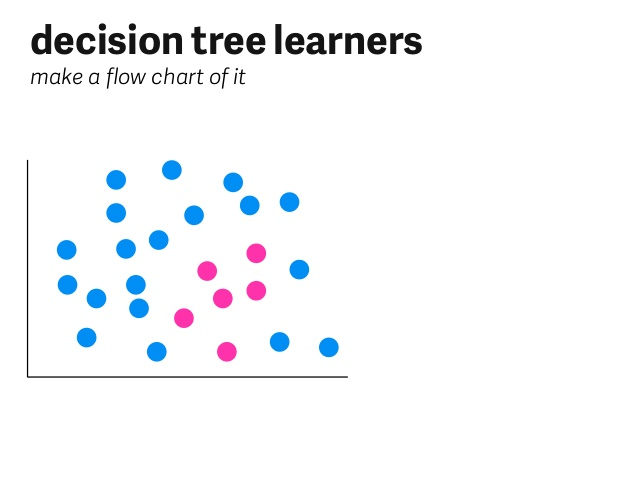 decision tree learners
make a flow chart of it